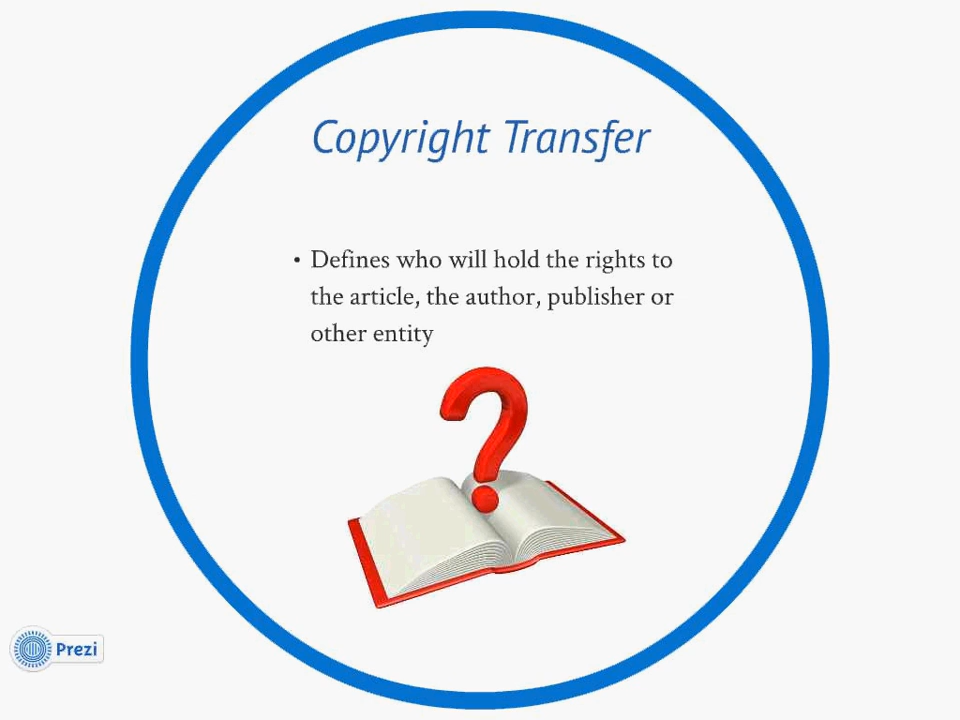 Copyright Transfer
• Defines who will hold the rights to
the article, the author, publisher or
other entity
Prezi